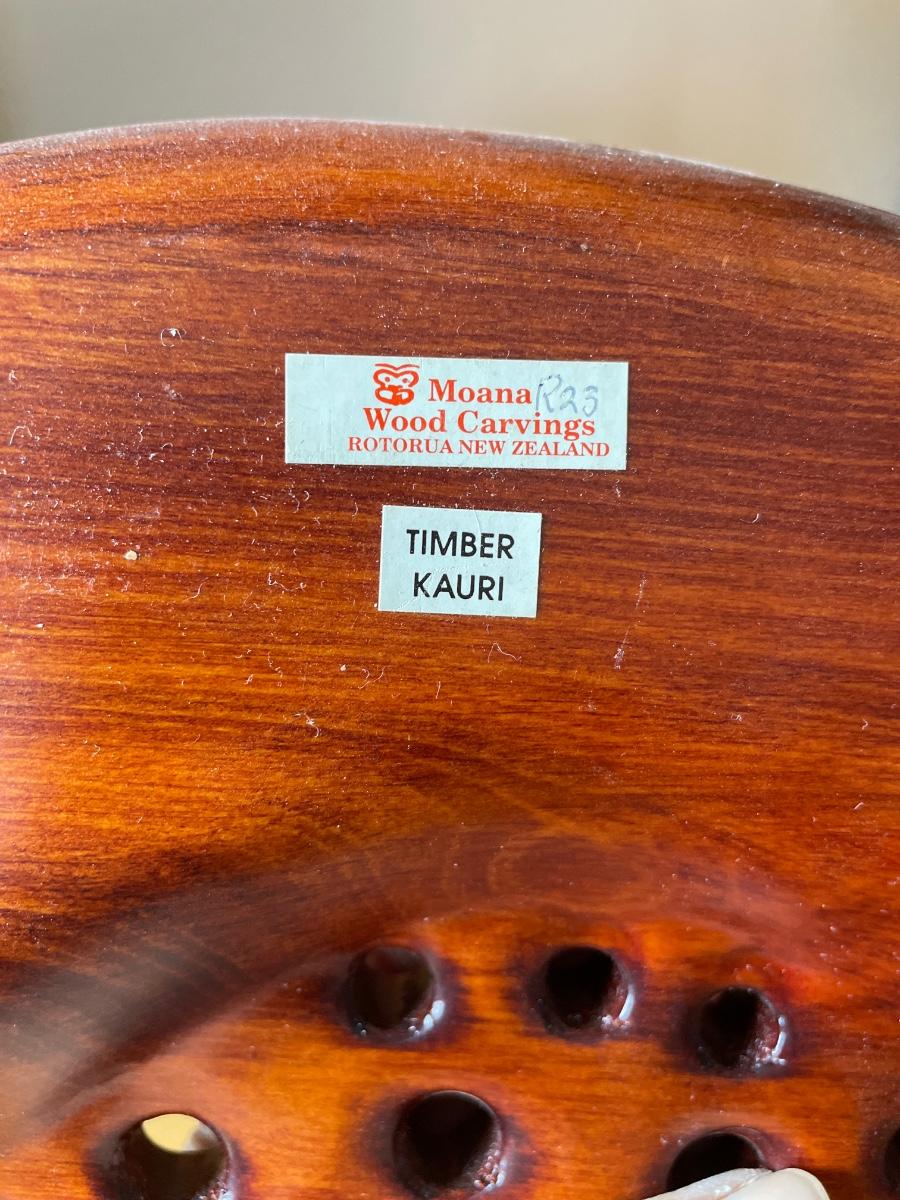 Moana R23
Wood Carvings
ROTORUA NEW ZEALAND
TIMBER
KAURI